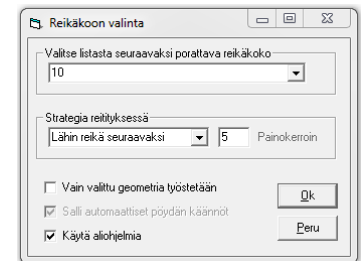 Reikäkoon valinta
Valitse listasta seuraavaksi porattava reikäkoko
10
Strategia reitityksessä
Lähin reikä seuraavaksi 5 Painokerroin
Vain valittu geometria työstetään
Ok
Salli automaattiset pöydän käännöt
Peru
Käytä aliohjelmia